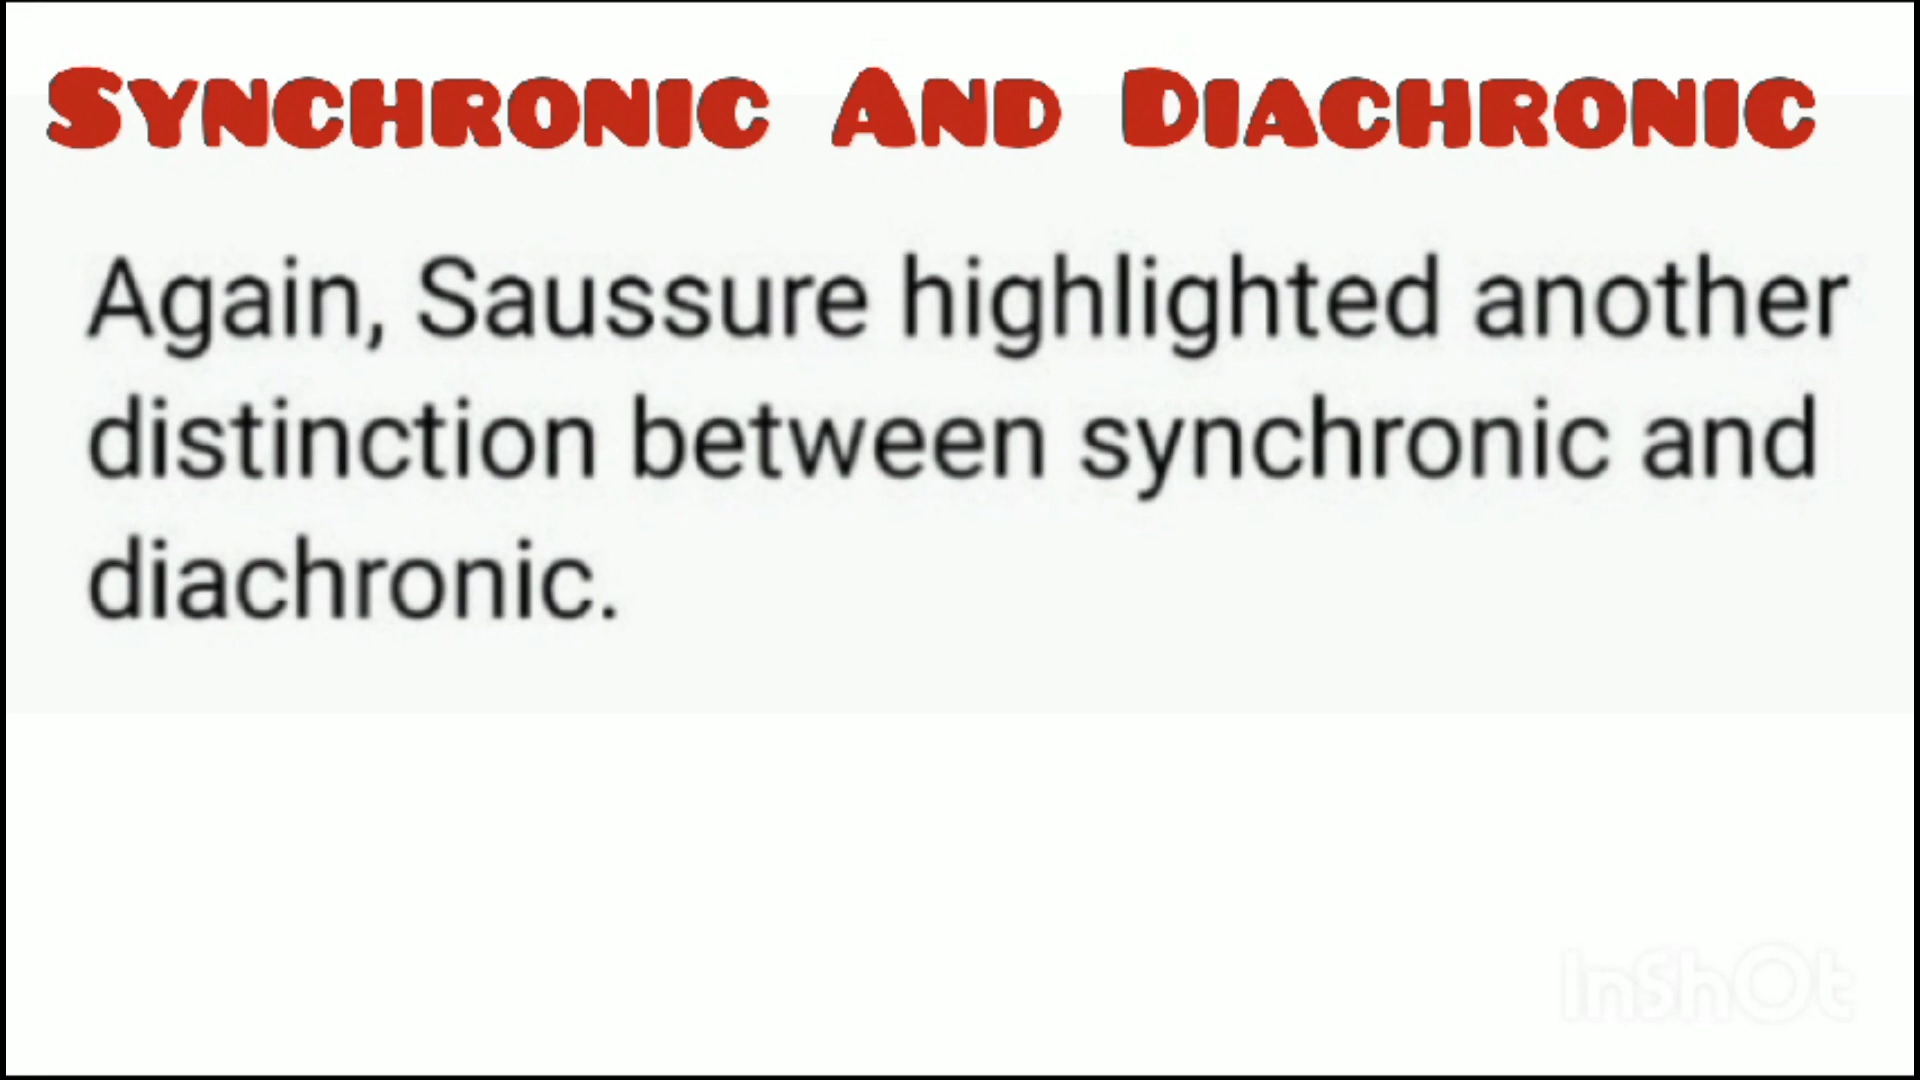 Synchronic And Diachronic
Again, Saussure highlighted another
distinction between synchronic and
diachronic.
InShOt